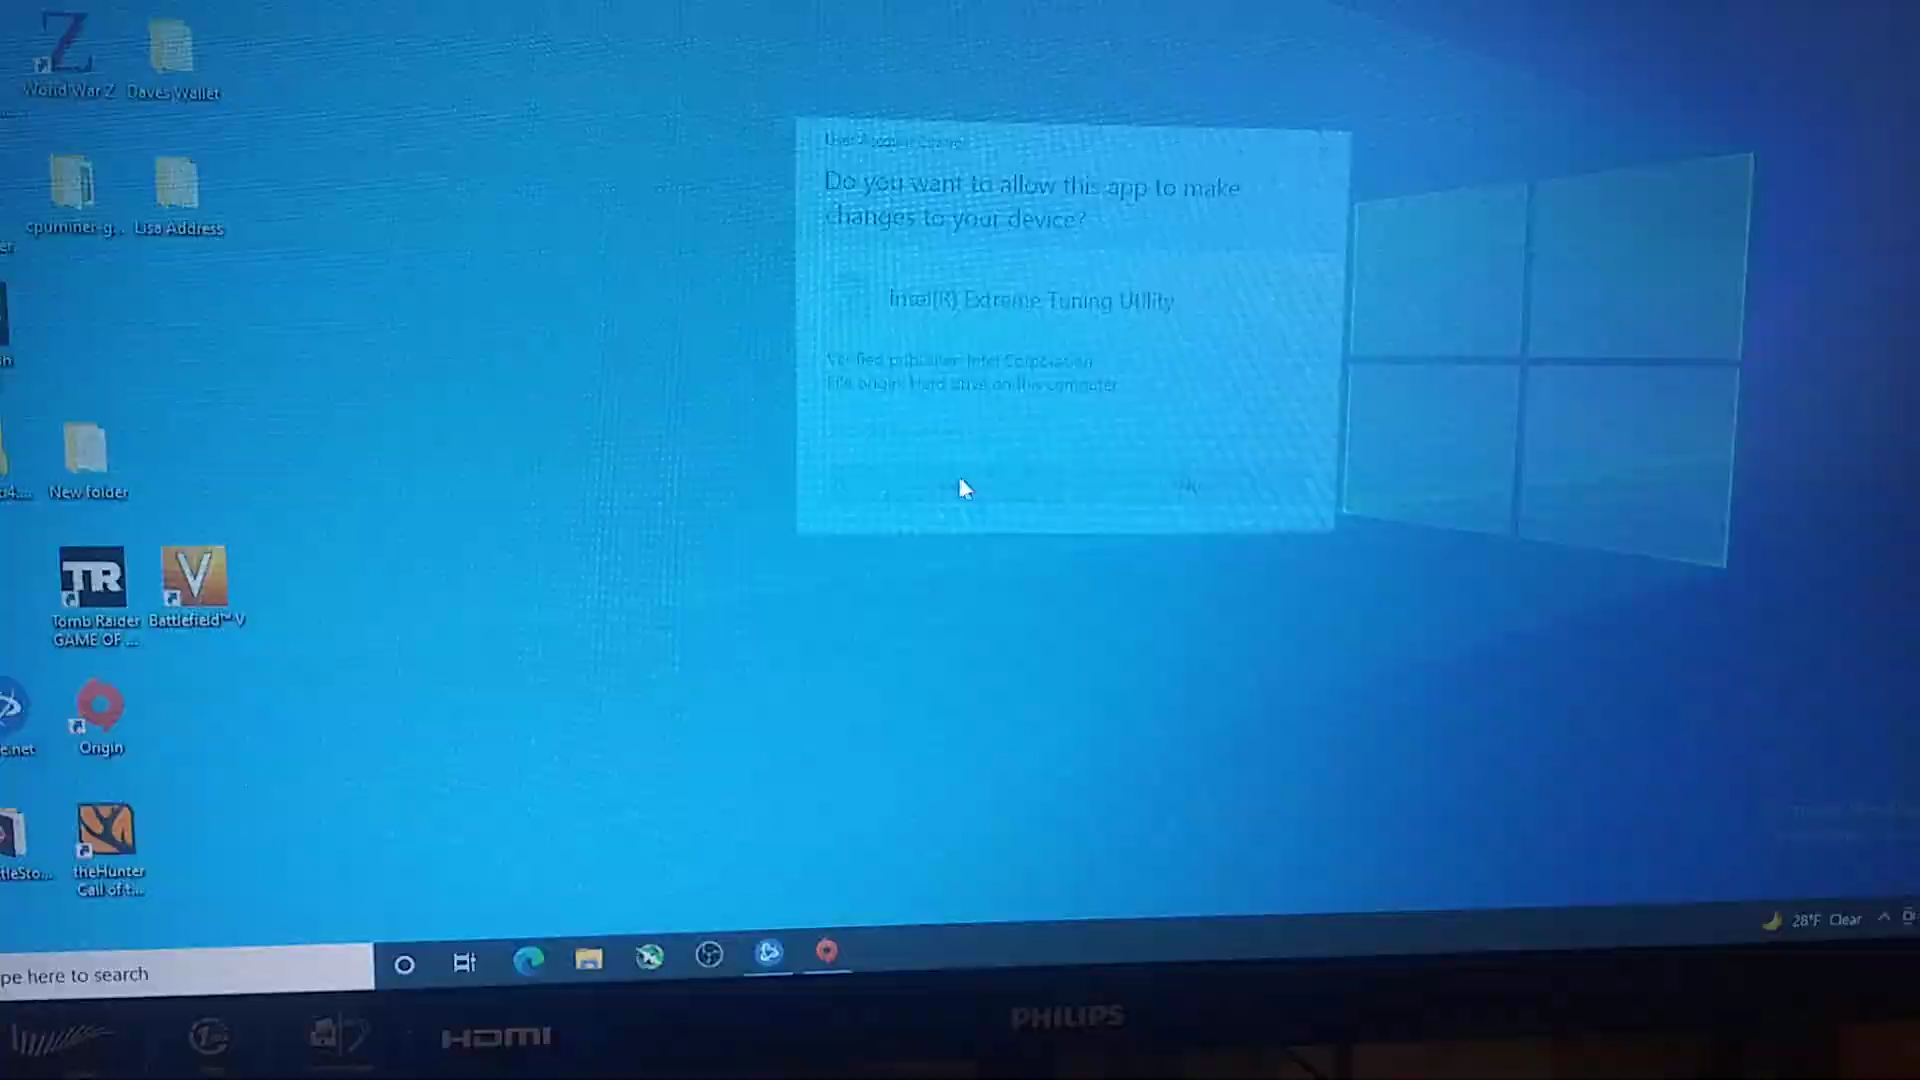 World War Z
Daves Wallet
cpuminer-g...
Lisa Address
New folder
Tomb Raider
GAME OF ...
Battlefield™ V
e.net
Origin
tleSto...
theHunter
Call of t...
User Account Control
Do you want to allow this app to make
changes to your device?
Intel(R) Extreme Tuning Utility
Verified publisher: Intel Corporation
File origin: Hard drive on this computer
No
pe here to search
28°F Clear
HDMI
PHILIPS